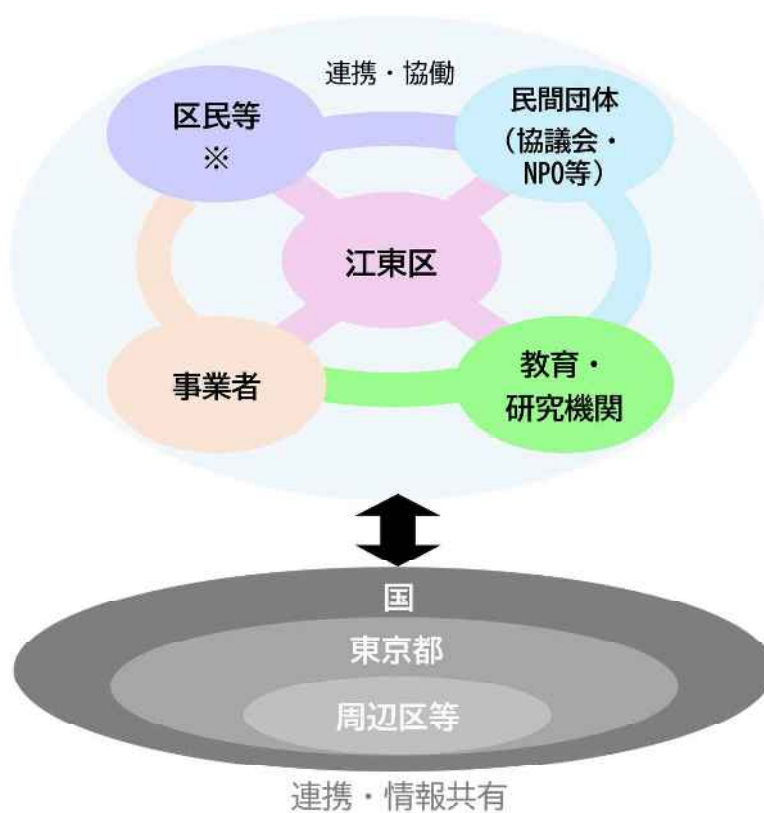 連携・協働
区民等
※
民間団体
（協議会・
NPO等）
江東区
事業者
教育・
研究機関
国
東京都
周辺区等
連携・情報共有